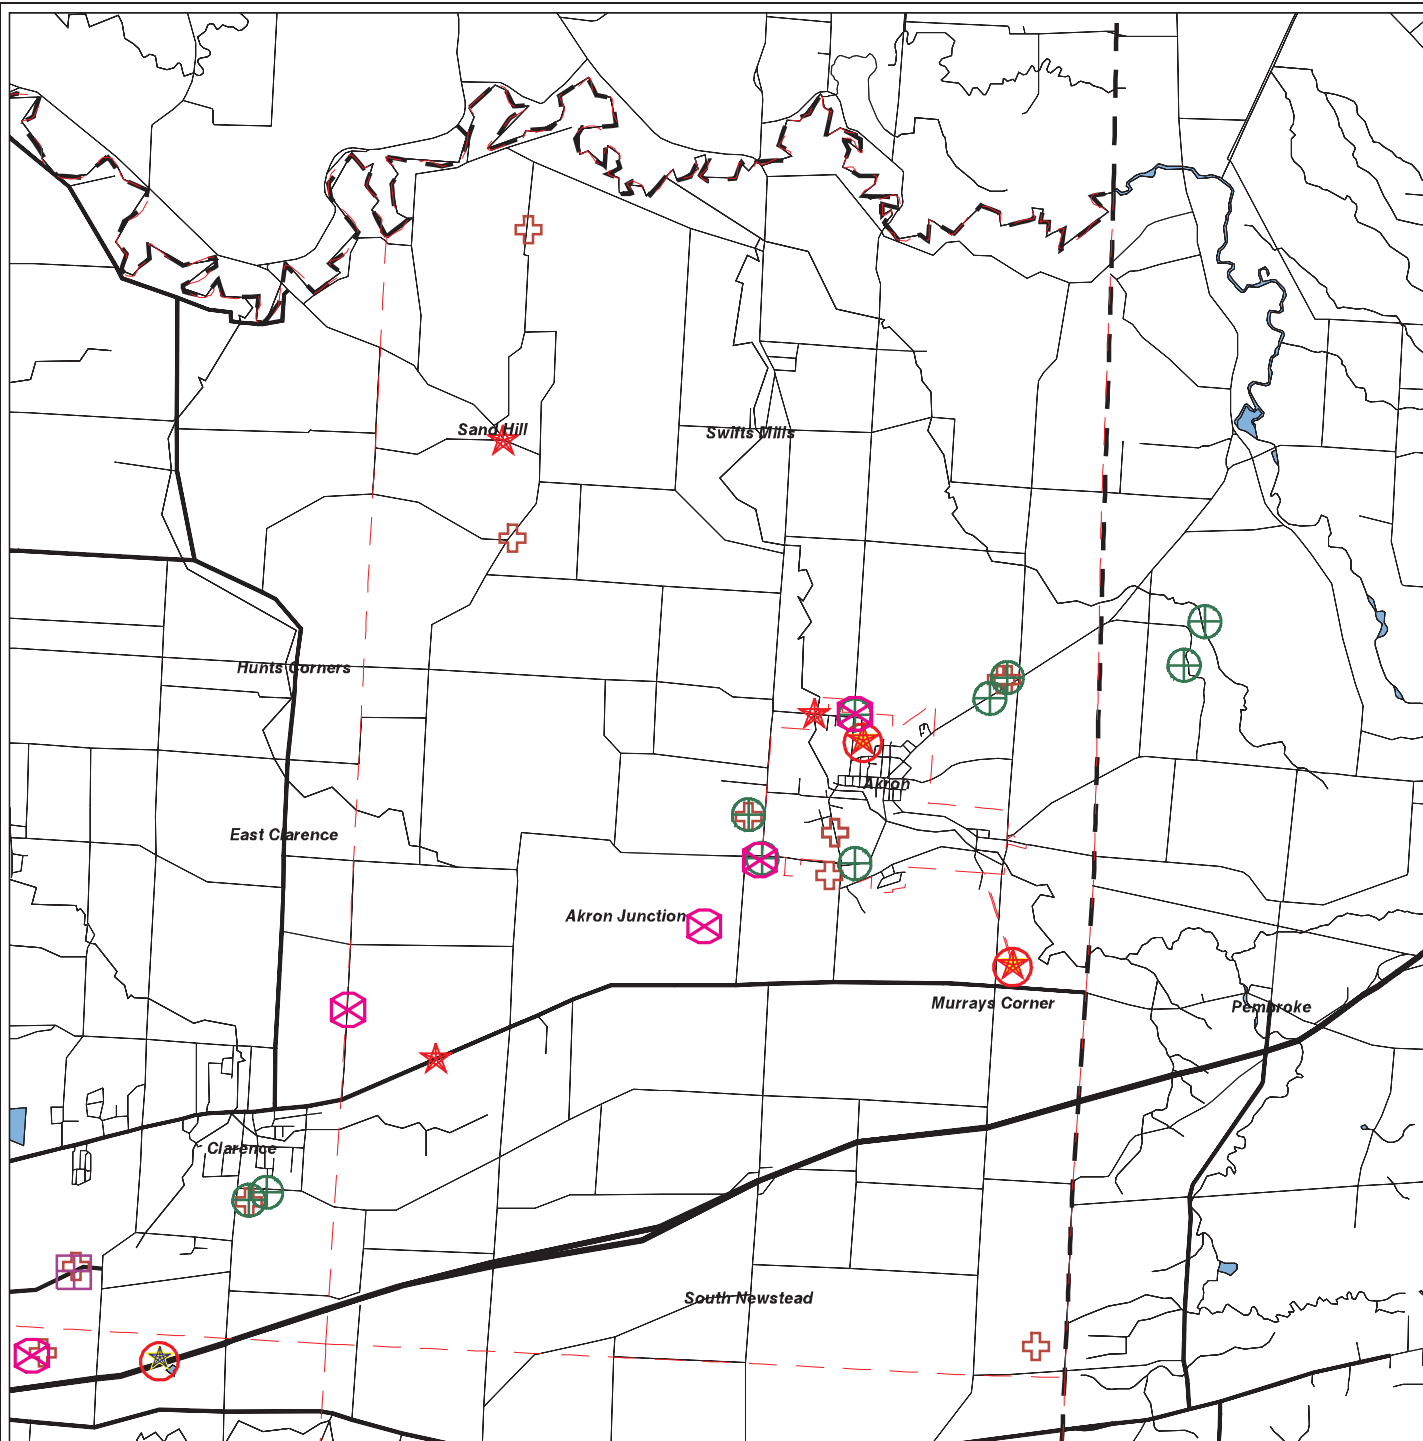 Sand Hill
Swifts Mills
Hunts Corners
Akron
East Clarence
Akron Junction
Murrays Corner
Pembroke
Clarence
South Newstead